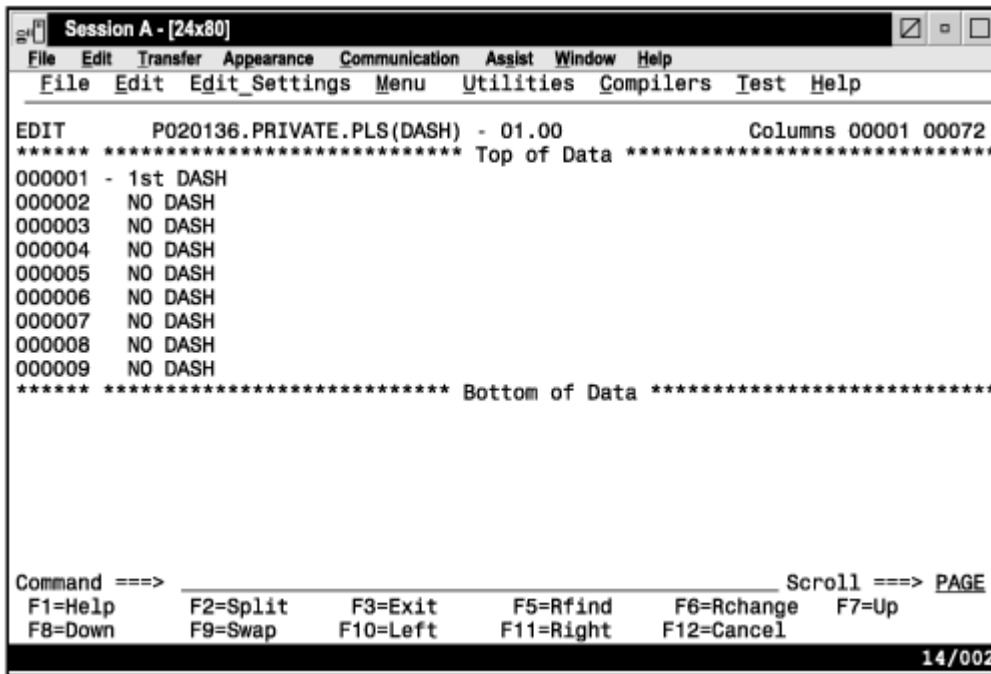 Session A - [24x80]
File Edit Transfer Appearance Communication Assist Window Help
File Edit Edit_Settings Menu Utilities Compilers Test Help
EDIT P020136.PRIVATE.PLS(DASH) - 01.00 Columns 00001 00072
****** ***************************** Top of Data ******************************
000001 - 1st DASH
000002 NO DASH
000003 NO DASH
000004 NO DASH
000005 NO DASH
000006 NO DASH
000007 NO DASH
000008 NO DASH
000009 NO DASH
****** **************************** Bottom of Data ****************************
Command ===> Scroll ===> PAGE
F1=Help F2=Split F3=Exit F5=Rfind F6=Rchange F7=Up
F8=Down F9=Swap F10=Left F11=Right F12=Cancel
14/002